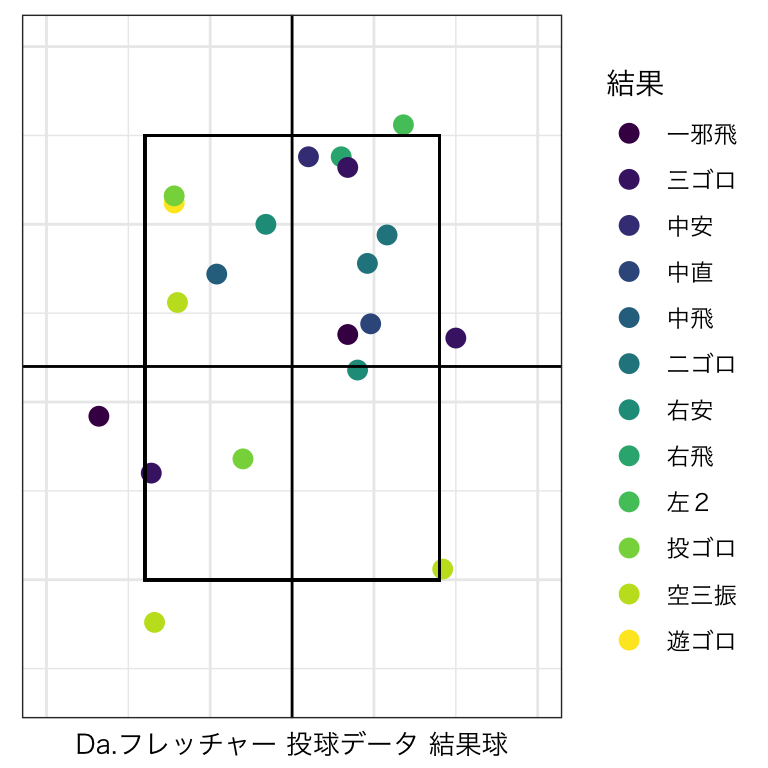 結果
一邪飛
三ゴロ
中安
中直
中飛
二ゴロ
右安
右飛
左２
投ゴロ
空三振
遊ゴロ
Da.フレッチャー 投球データ 結果球